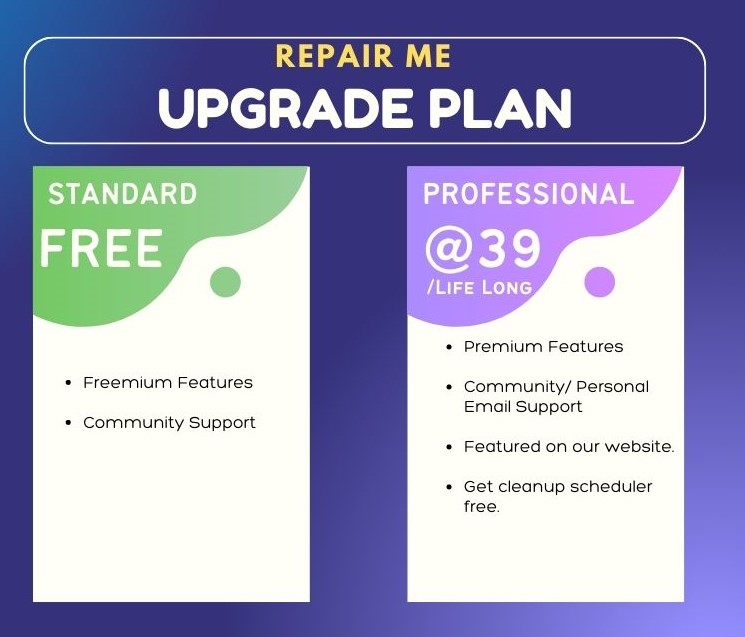 REPAIR ME
UPGRADE PLAN
STANDARD
FREE
• Freemium Features
• Community Support
PROFESSIONAL
@39
/LIFE LONG
• Premium Features
• Community/ Personal
Email Support
• Featured on our website.
• Get cleanup scheduler
free.